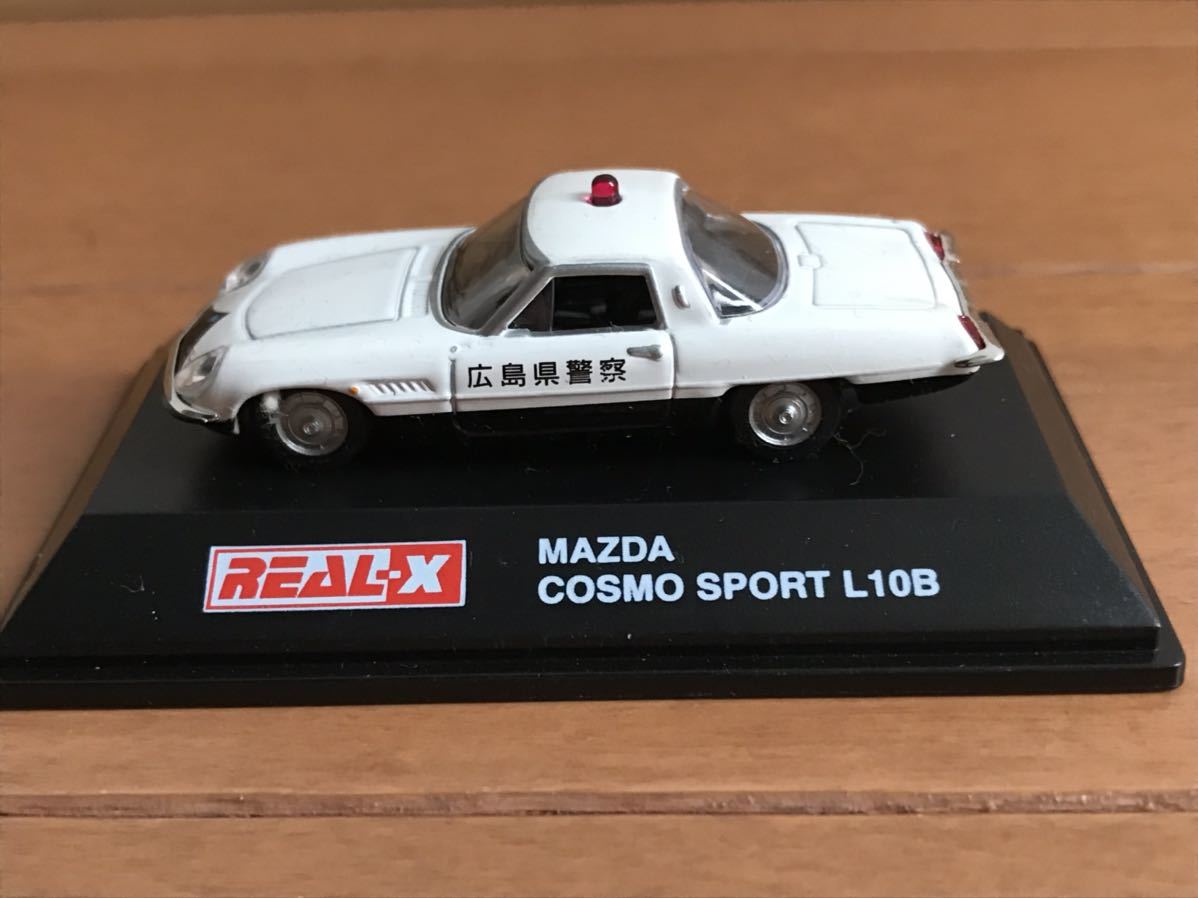 広島県警察
REAL-X
MAZDA
COSMO SPORT L10B